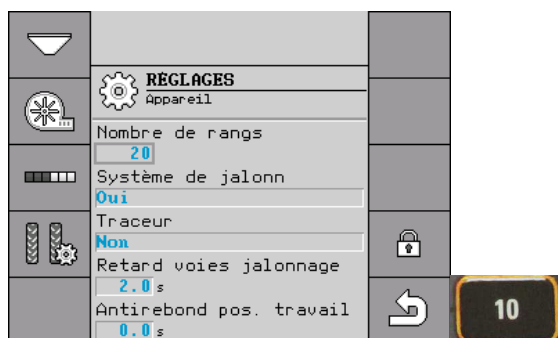 RÉGLAGES
Appareil
Nombre de rangs
20
Système de jalonn
Oui
Traceur
Non
Retard voies jalonnage
2.0 s
Antirebond pos. travail
0.0 s
10